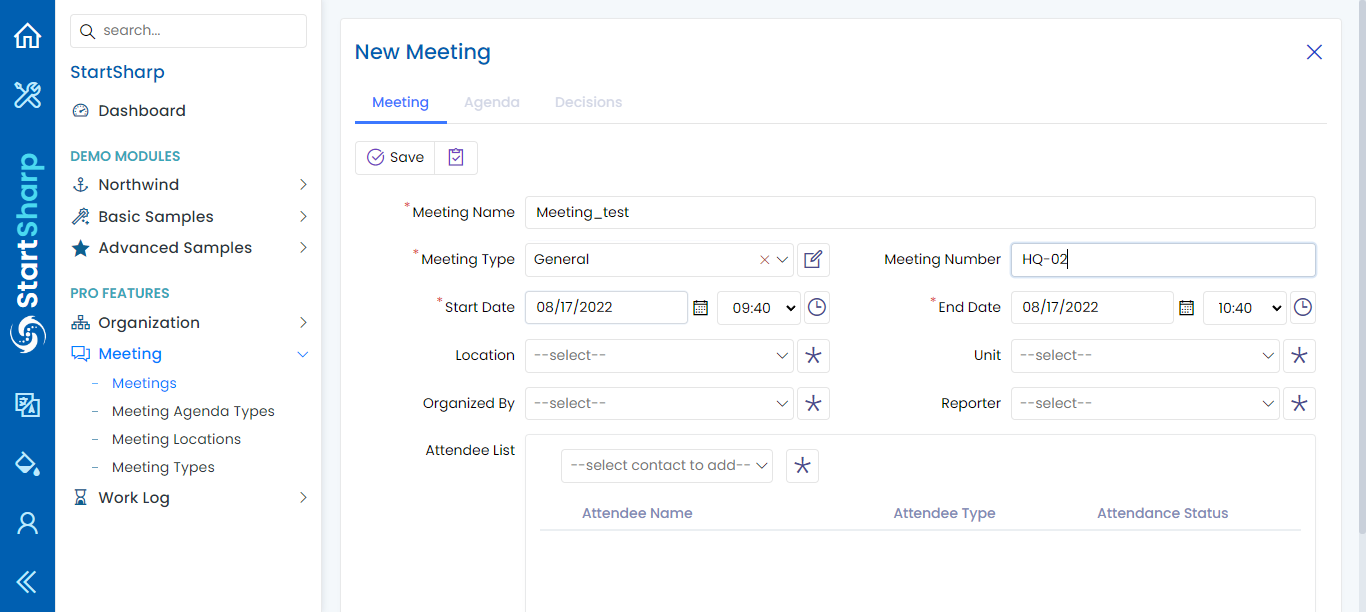 search...
StartSharp
Dashboard
DEMO MODULES
Northwind
Basic Samples
Advanced Samples
PRO FEATURES
Organization
Meeting
Meetings
Meeting Agenda Types
Meeting Locations
Meeting Types
Work Log
StartSharp
New Meeting
Meeting Agenda Decisions
Save
*Meeting Name Meeting_test
*Meeting Type General Meeting Number HQ-02
*Start Date 08/17/2022 09:40 *End Date 08/17/2022 10:40
Location --select-- Unit --select--
Organized By --select-- Reporter --select--
Attendee List --select contact to add--
Attendee Name Attendee Type Attendance Status